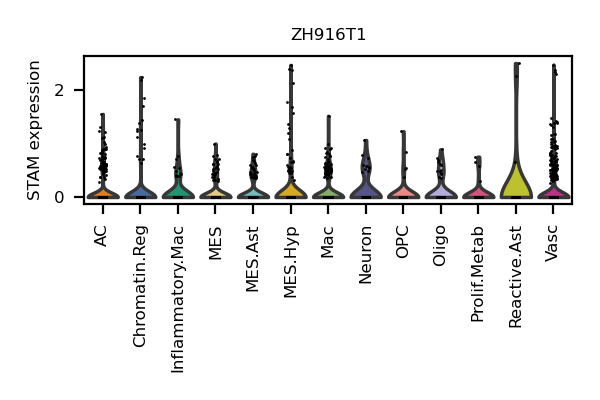 ZH916T1
STAM expression
2
0
AC
Chromatin.Reg
Inflammatory.Mac
MES
MES.Ast
MES.Hyp
Mac
Neuron
OPC
Oligo
Prolif.Metab
Reactive.Ast
Vasc